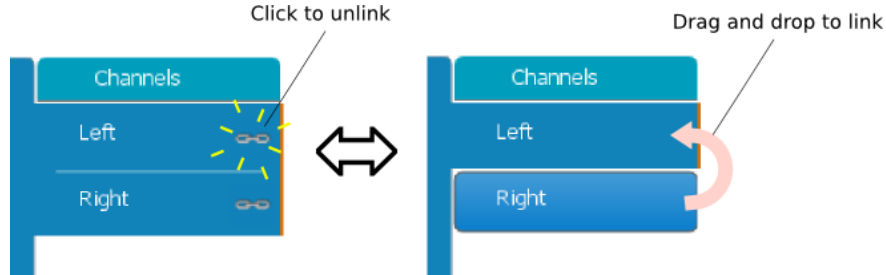 Click to unlink
Drag and drop to link
Channels
Left
Right
Channels
Left
Right